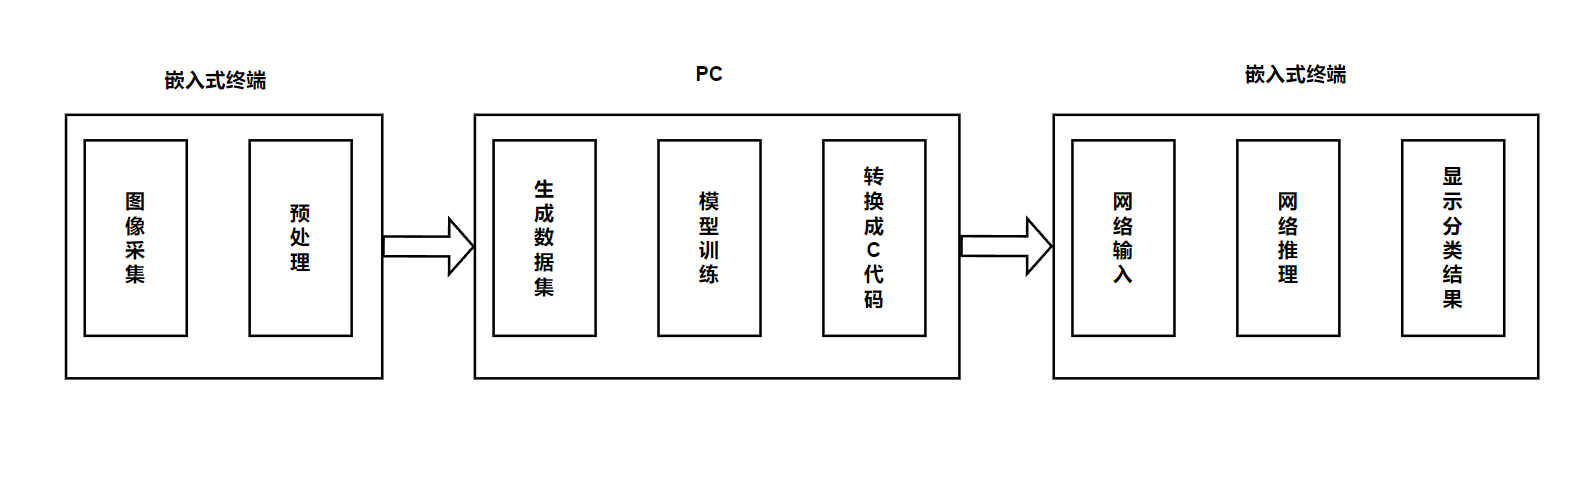 嵌入式终端
PC
嵌入式终端
图像采集
预处理
生成数据集
模型训练
转换成C代码
网络输入
网络推理
显示分类结果